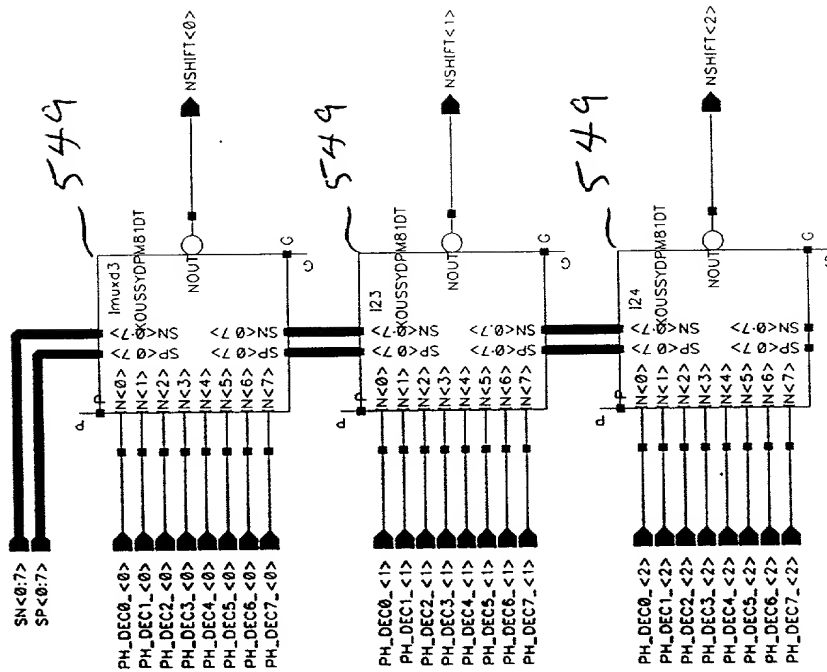 SN<0:7>
SP<0:7>
549
Imuxd3
SKOUSSYDPM81DT
P
P
SN<0:7>
SP<0:7>
NOUT
NSHIFT<0>
SN<0:7>
SP<0:7>
G
G
PH_DEC0_<0> N<0>
PH_DEC1_<0> N<1>
PH_DEC2_<0> N<2>
PH_DEC3_<0> N<3>
PH_DEC4_<0> N<4>
PH_DEC5_<0> N<5>
PH_DEC6_<0> N<6>
PH_DEC7_<0> N<7>
549
I23
SKOUSSYDPM81DT
P
P
SN<0:7>
SP<0:7>
NOUT
NSHIFT<1>
SN<0:7>
SP<0:7>
G
G
PH_DEC0_<1> N<0>
PH_DEC1_<1> N<1>
PH_DEC2_<1> N<2>
PH_DEC3_<1> N<3>
PH_DEC4_<1> N<4>
PH_DEC5_<1> N<5>
PH_DEC6_<1> N<6>
PH_DEC7_<1> N<7>
549
I24
SKOUSSYDPM81DT
P
P
SN<0:7>
SP<0:7>
NOUT
NSHIFT<2>
SN<0:7>
SP<0:7>
G
G
PH_DEC0_<2> N<0>
PH_DEC1_<2> N<1>
PH_DEC2_<2> N<2>
PH_DEC3_<2> N<3>
PH_DEC4_<2> N<4>
PH_DEC5_<2> N<5>
PH_DEC6_<2> N<6>
PH_DEC7_<2> N<7>